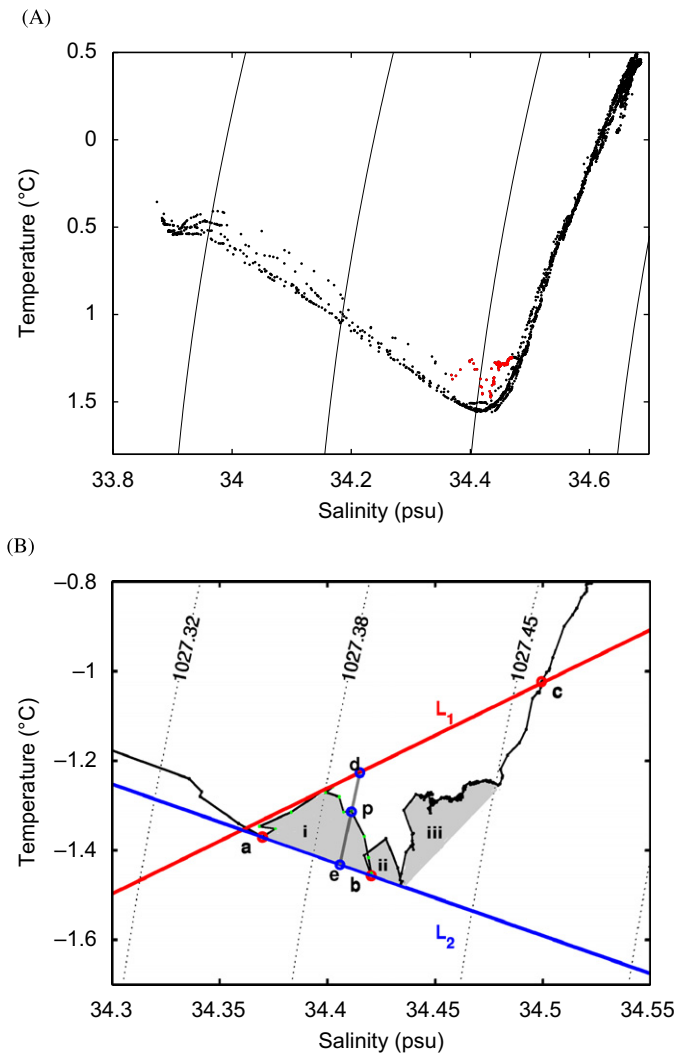 (A)
0.5
0
0.5
1
1.5
Temperature (°C)
33.8
34
34.2
34.4
34.6
Salinity (psu)
(B)
−0.8
−1
−1.2
−1.4
−1.6
Temperature (°C)
1027.32
1027.38
1027.45
L1
c
d
p
i
a
e
b
ii
iii
L2
34.3
34.35
34.4
34.45
34.5
34.55
Salinity (psu)